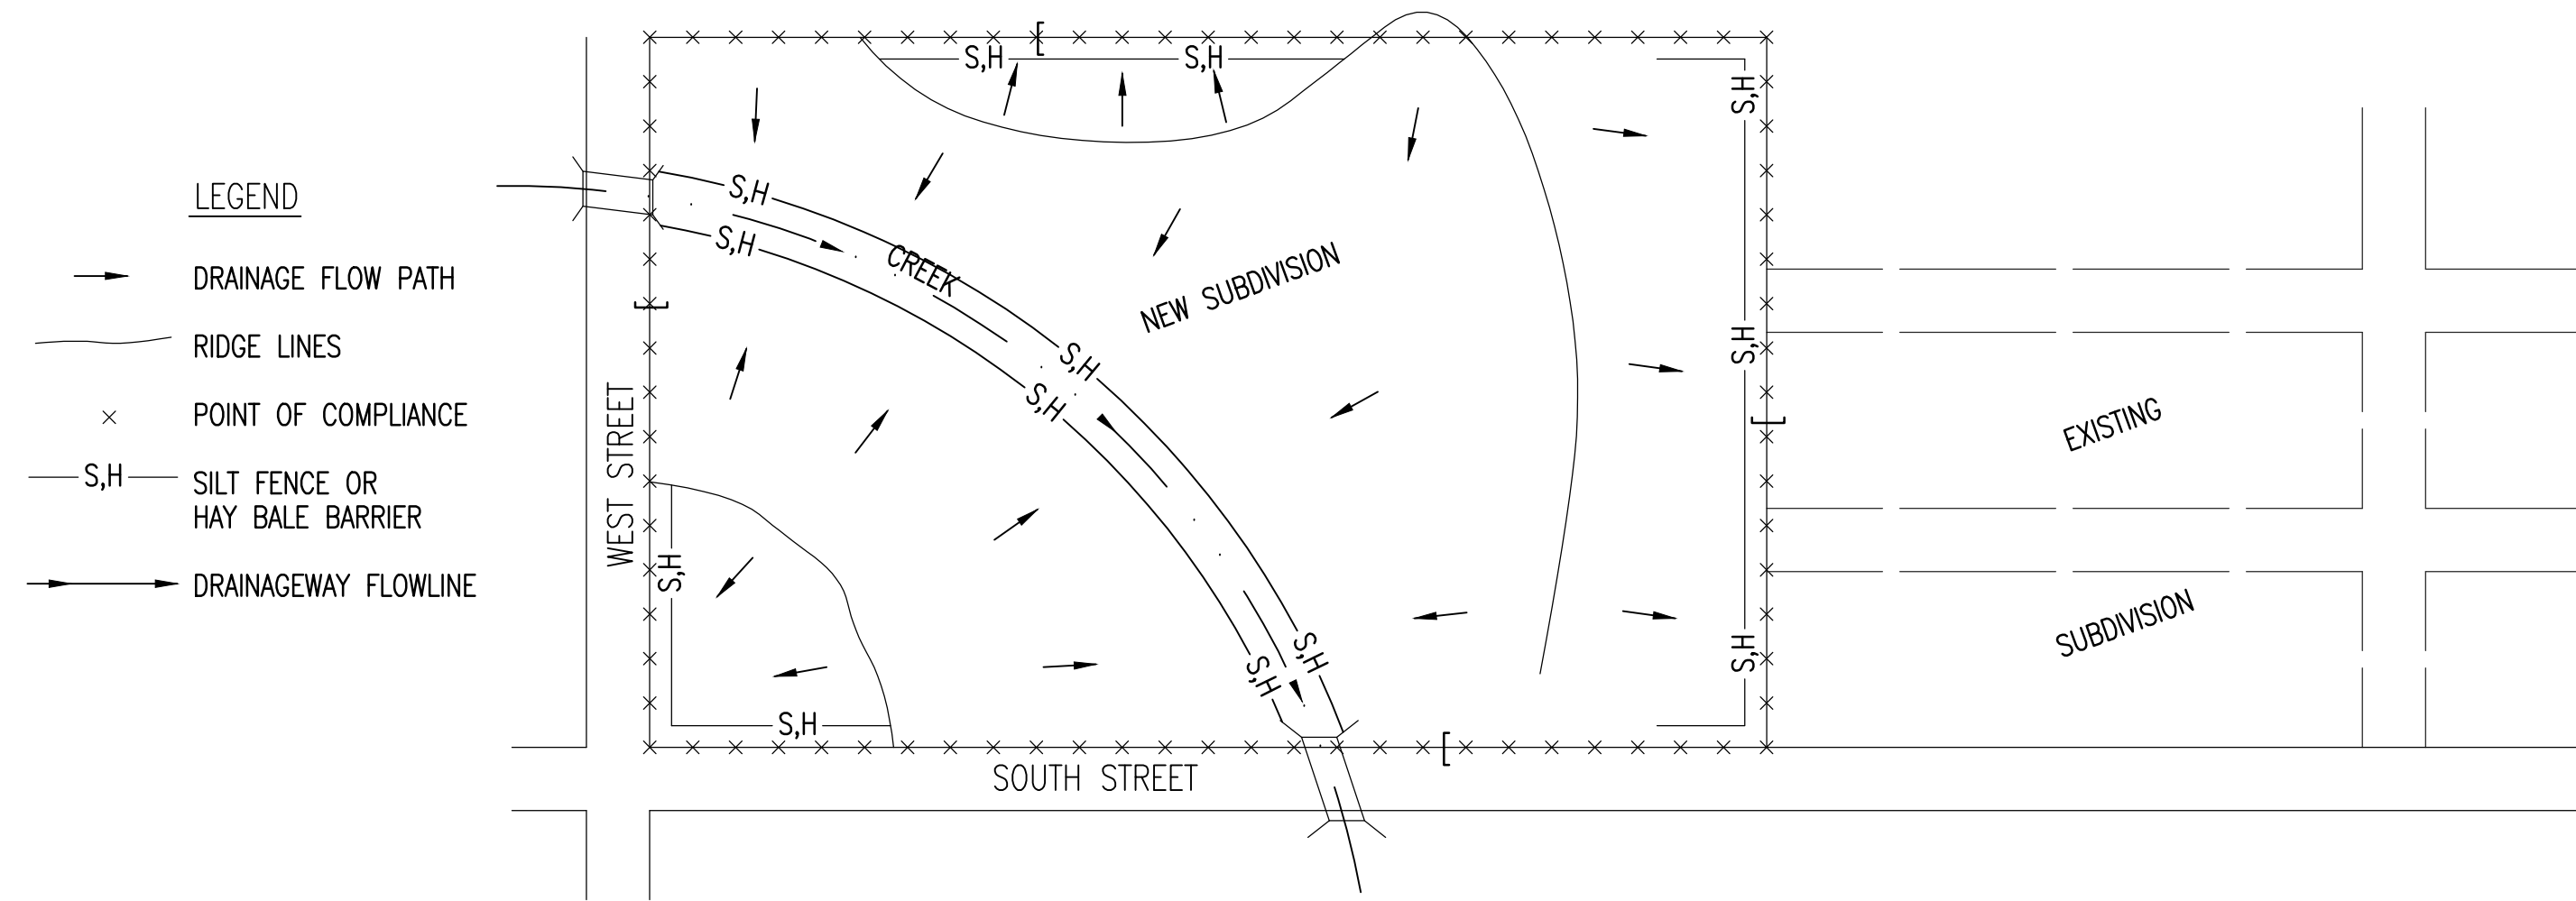 LEGEND
DRAINAGE FLOW PATH
RIDGE LINES
POINT OF COMPLIANCE
S,H
SILT FENCE OR
HAY BALE BARRIER
DRAINAGEWAY FLOWLINE
S,H
S,H
S,H
S,H
S,H
CREEK
NEW SUBDIVISION
S,H
S,H
S,H
WEST STREET
S,H
S,H
S,H
S,H
S,H
SOUTH STREET
EXISTING
SUBDIVISION